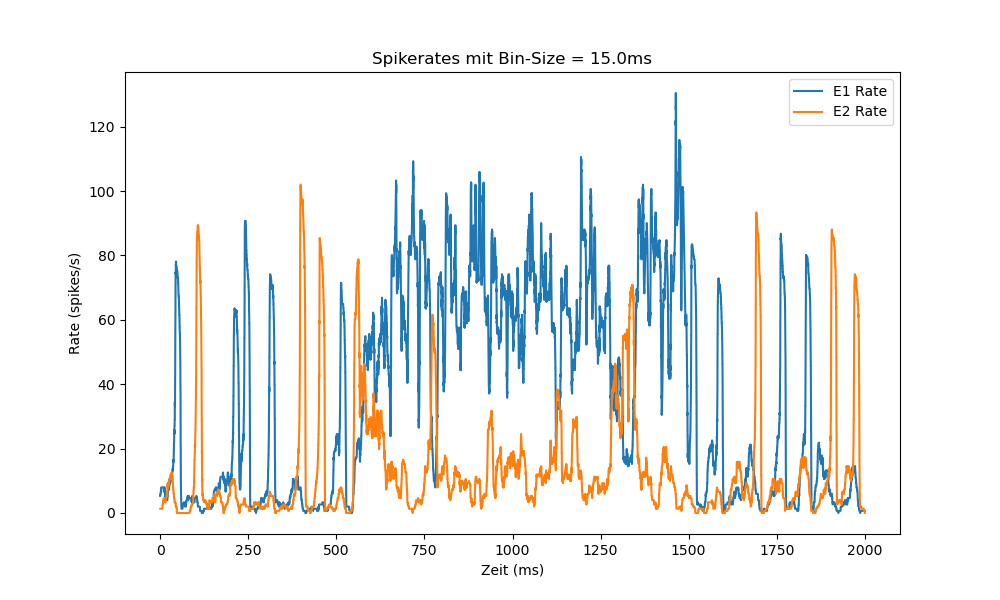 Spikerates mit Bin-Size = 15.0ms
E1 Rate
E2 Rate
Rate (spikes/s)
120
100
80
60
40
20
0
0 250 500 750 1000 1250 1500 1750 2000
Zeit (ms)